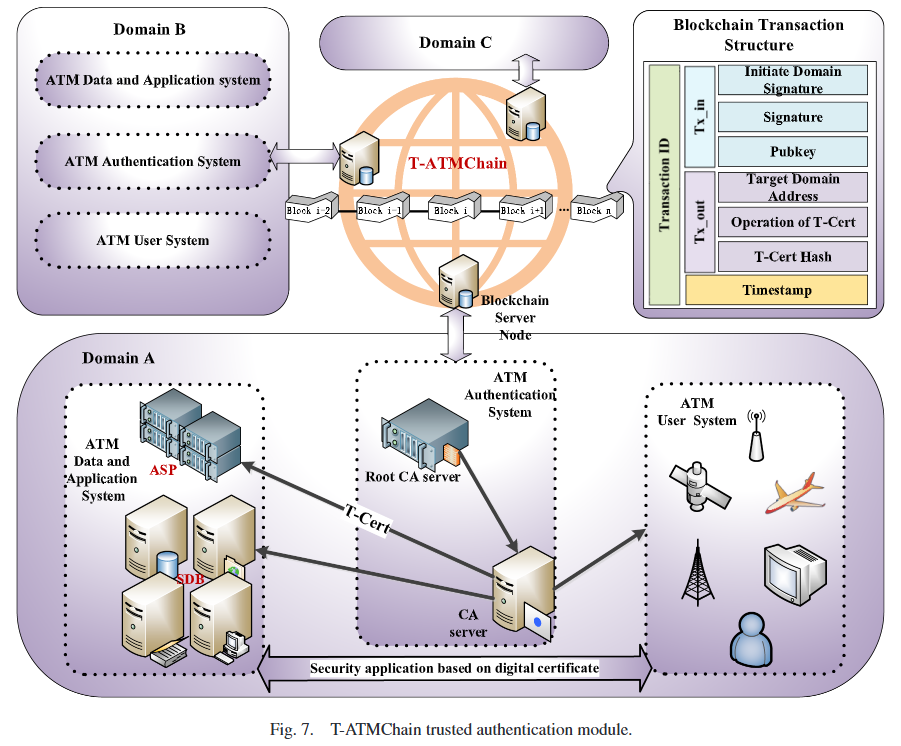 Domain B
ATM Data and Application system
ATM Authentication System
ATM User System
Domain C
T-ATMChain
Block i-2
Block i-1
Block i
Block i+1
...
Block n
Blockchain
Server
Node
Blockchain Transaction
Structure
Transaction ID
Tx_in
Initiate Domain
Signature
Signature
Pubkey
Tx_out
Target Domain
Address
Operation of T-Cert
T-Cert Hash
Timestamp
Domain A
ATM
Data and
Application
System
ASP
SDB
T-Cert
ATM
Authentication
System
Root CA server
CA
server
ATM
User System
Security application based on digital certificate
Fig. 7. T-ATMChain trusted authentication module.